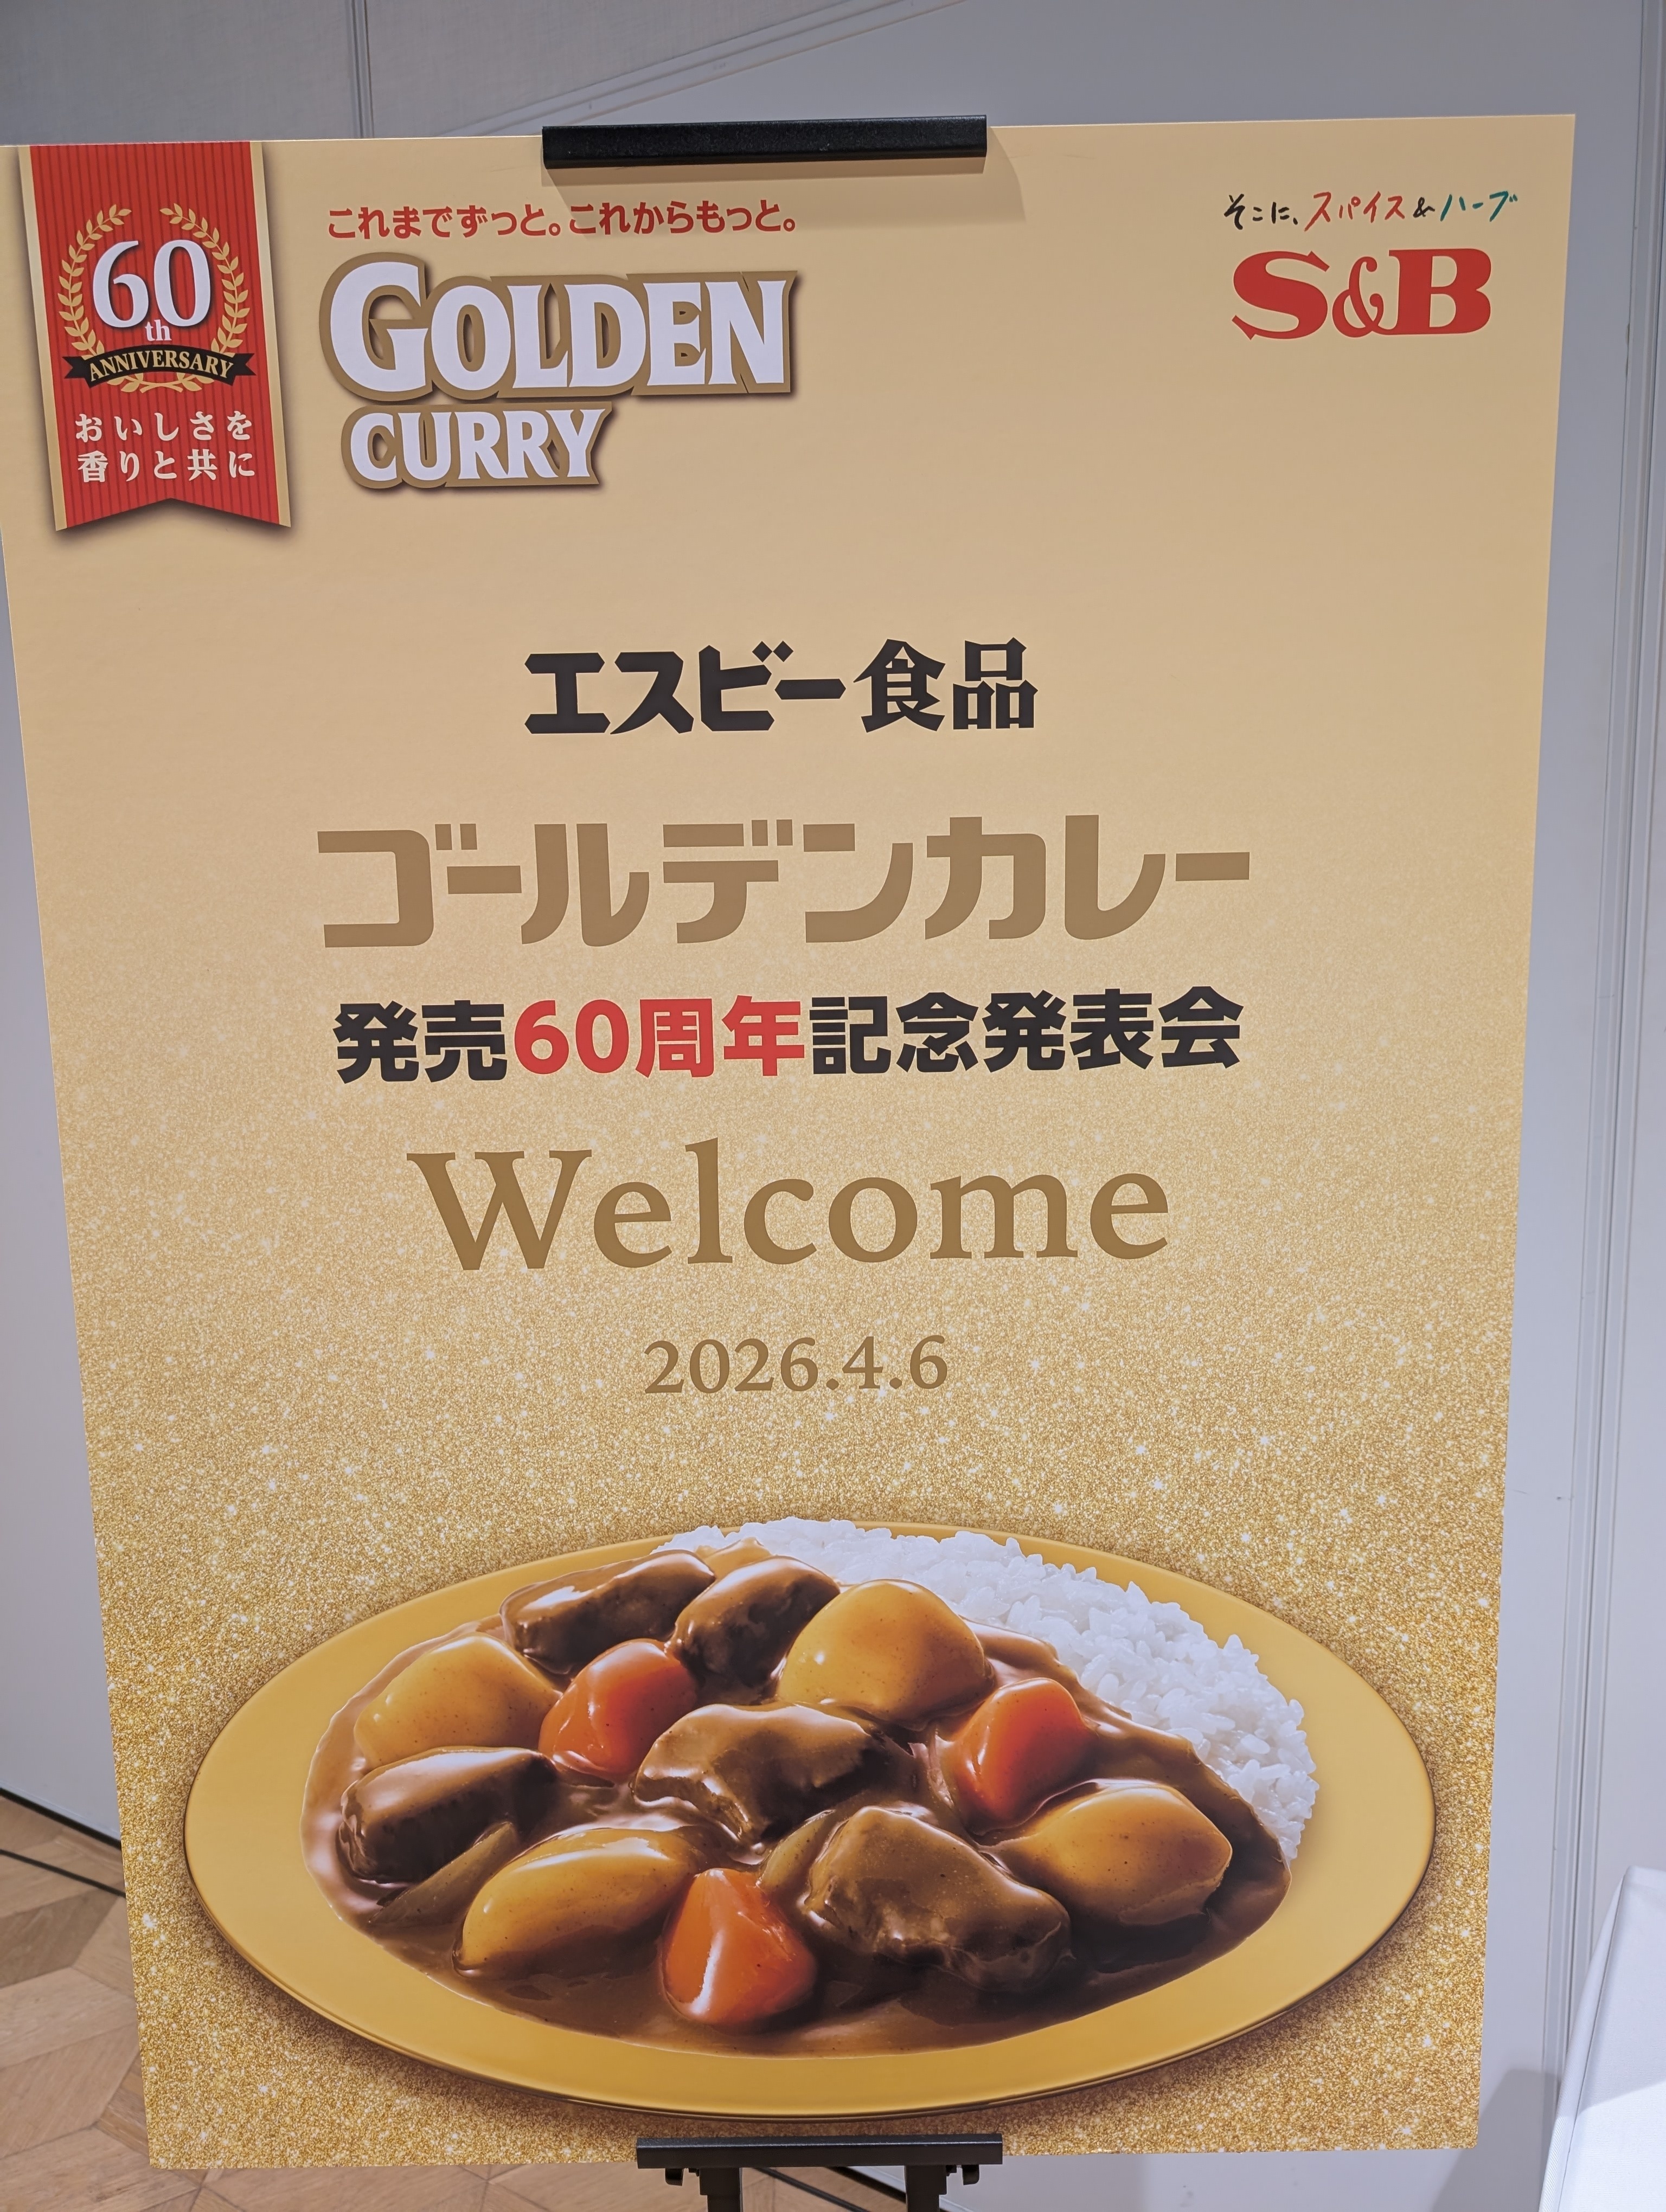 60
th
ANNIVERSARY
おいしさを
香りと共に
これまでずっと。これからもっと。
GOLDEN
CURRY
そこに、スパイス&ハーブ
S&B
エスビー食品
ゴールデンカレー
発売60周年記念発表会
Welcome
2026.4.6